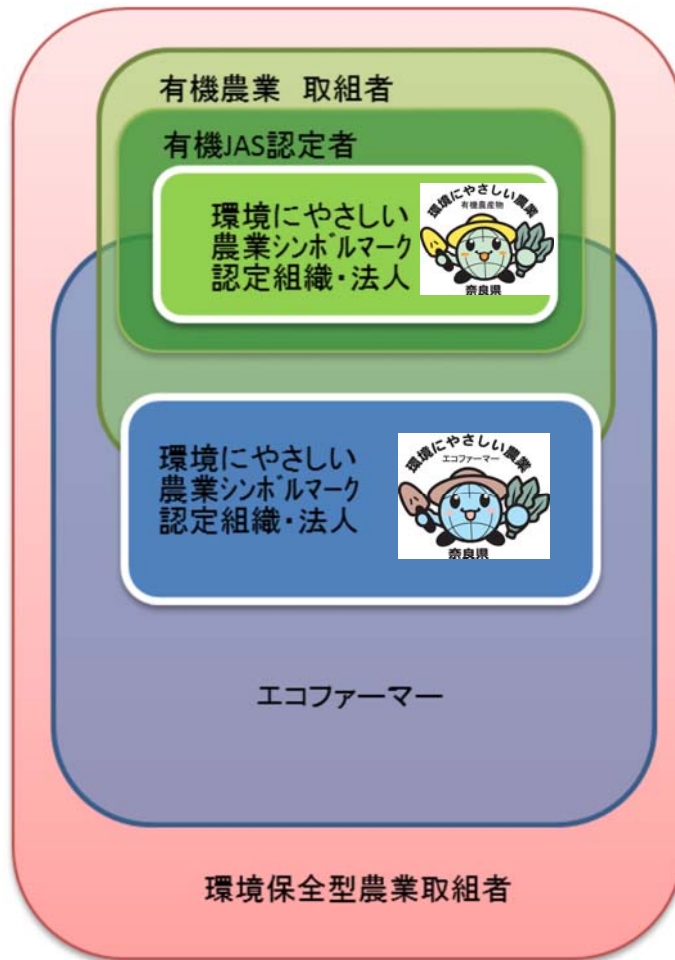 有機農業　取組者
有機JAS認定者
環境にやさしい
農業シンボルマーク
認定組織・法人
環境にやさしい農業
有機農産物
奈良県
環境にやさしい
農業シンボルマーク
認定組織・法人
環境にやさしい農業
エコファーマー
奈良県
エコファーマー
環境保全型農業取組者